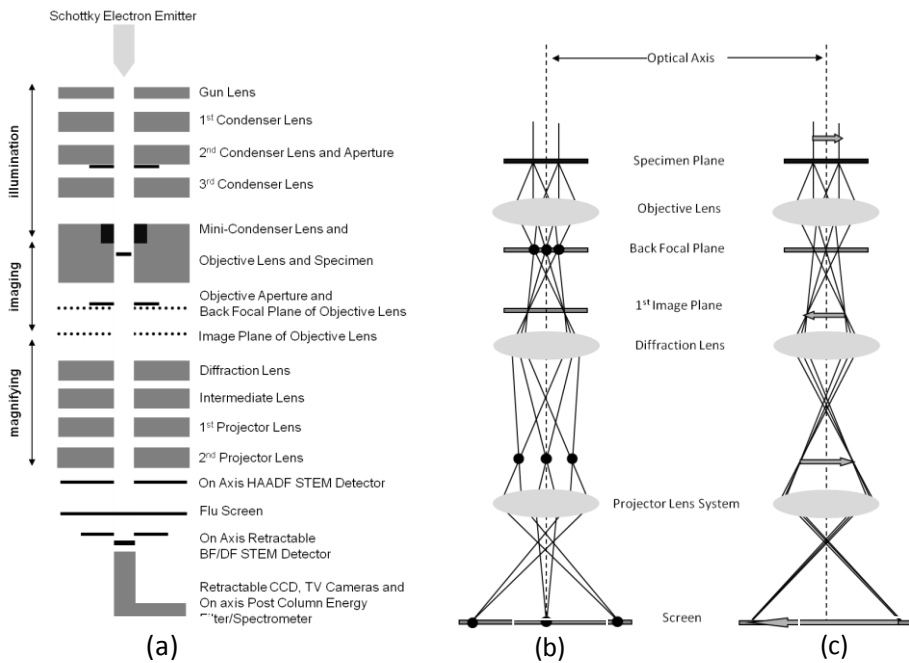 Schottky Electron Emitter
illumination
imaging
magnifying
Gun Lens
1st Condenser Lens
2nd Condenser Lens and Aperture
3rd Condenser Lens
Mini-Condenser Lens and
Objective Lens and Specimen
Objective Aperture and
Back Focal Plane of Objective Lens
Image Plane of Objective Lens
Diffraction Lens
Intermediate Lens
1st Projector Lens
2nd Projector Lens
On Axis HAADF STEM Detector
Flu Screen
On Axis Retractable
BF/DF STEM Detector
Retractable CCD, TV Cameras and
On axis Post Column Energy
Filter/Spectrometer
(a)
Optical Axis
Specimen Plane
Objective Lens
Back Focal Plane
1st Image Plane
Diffraction Lens
Projector Lens System
Screen
(b)
(c)